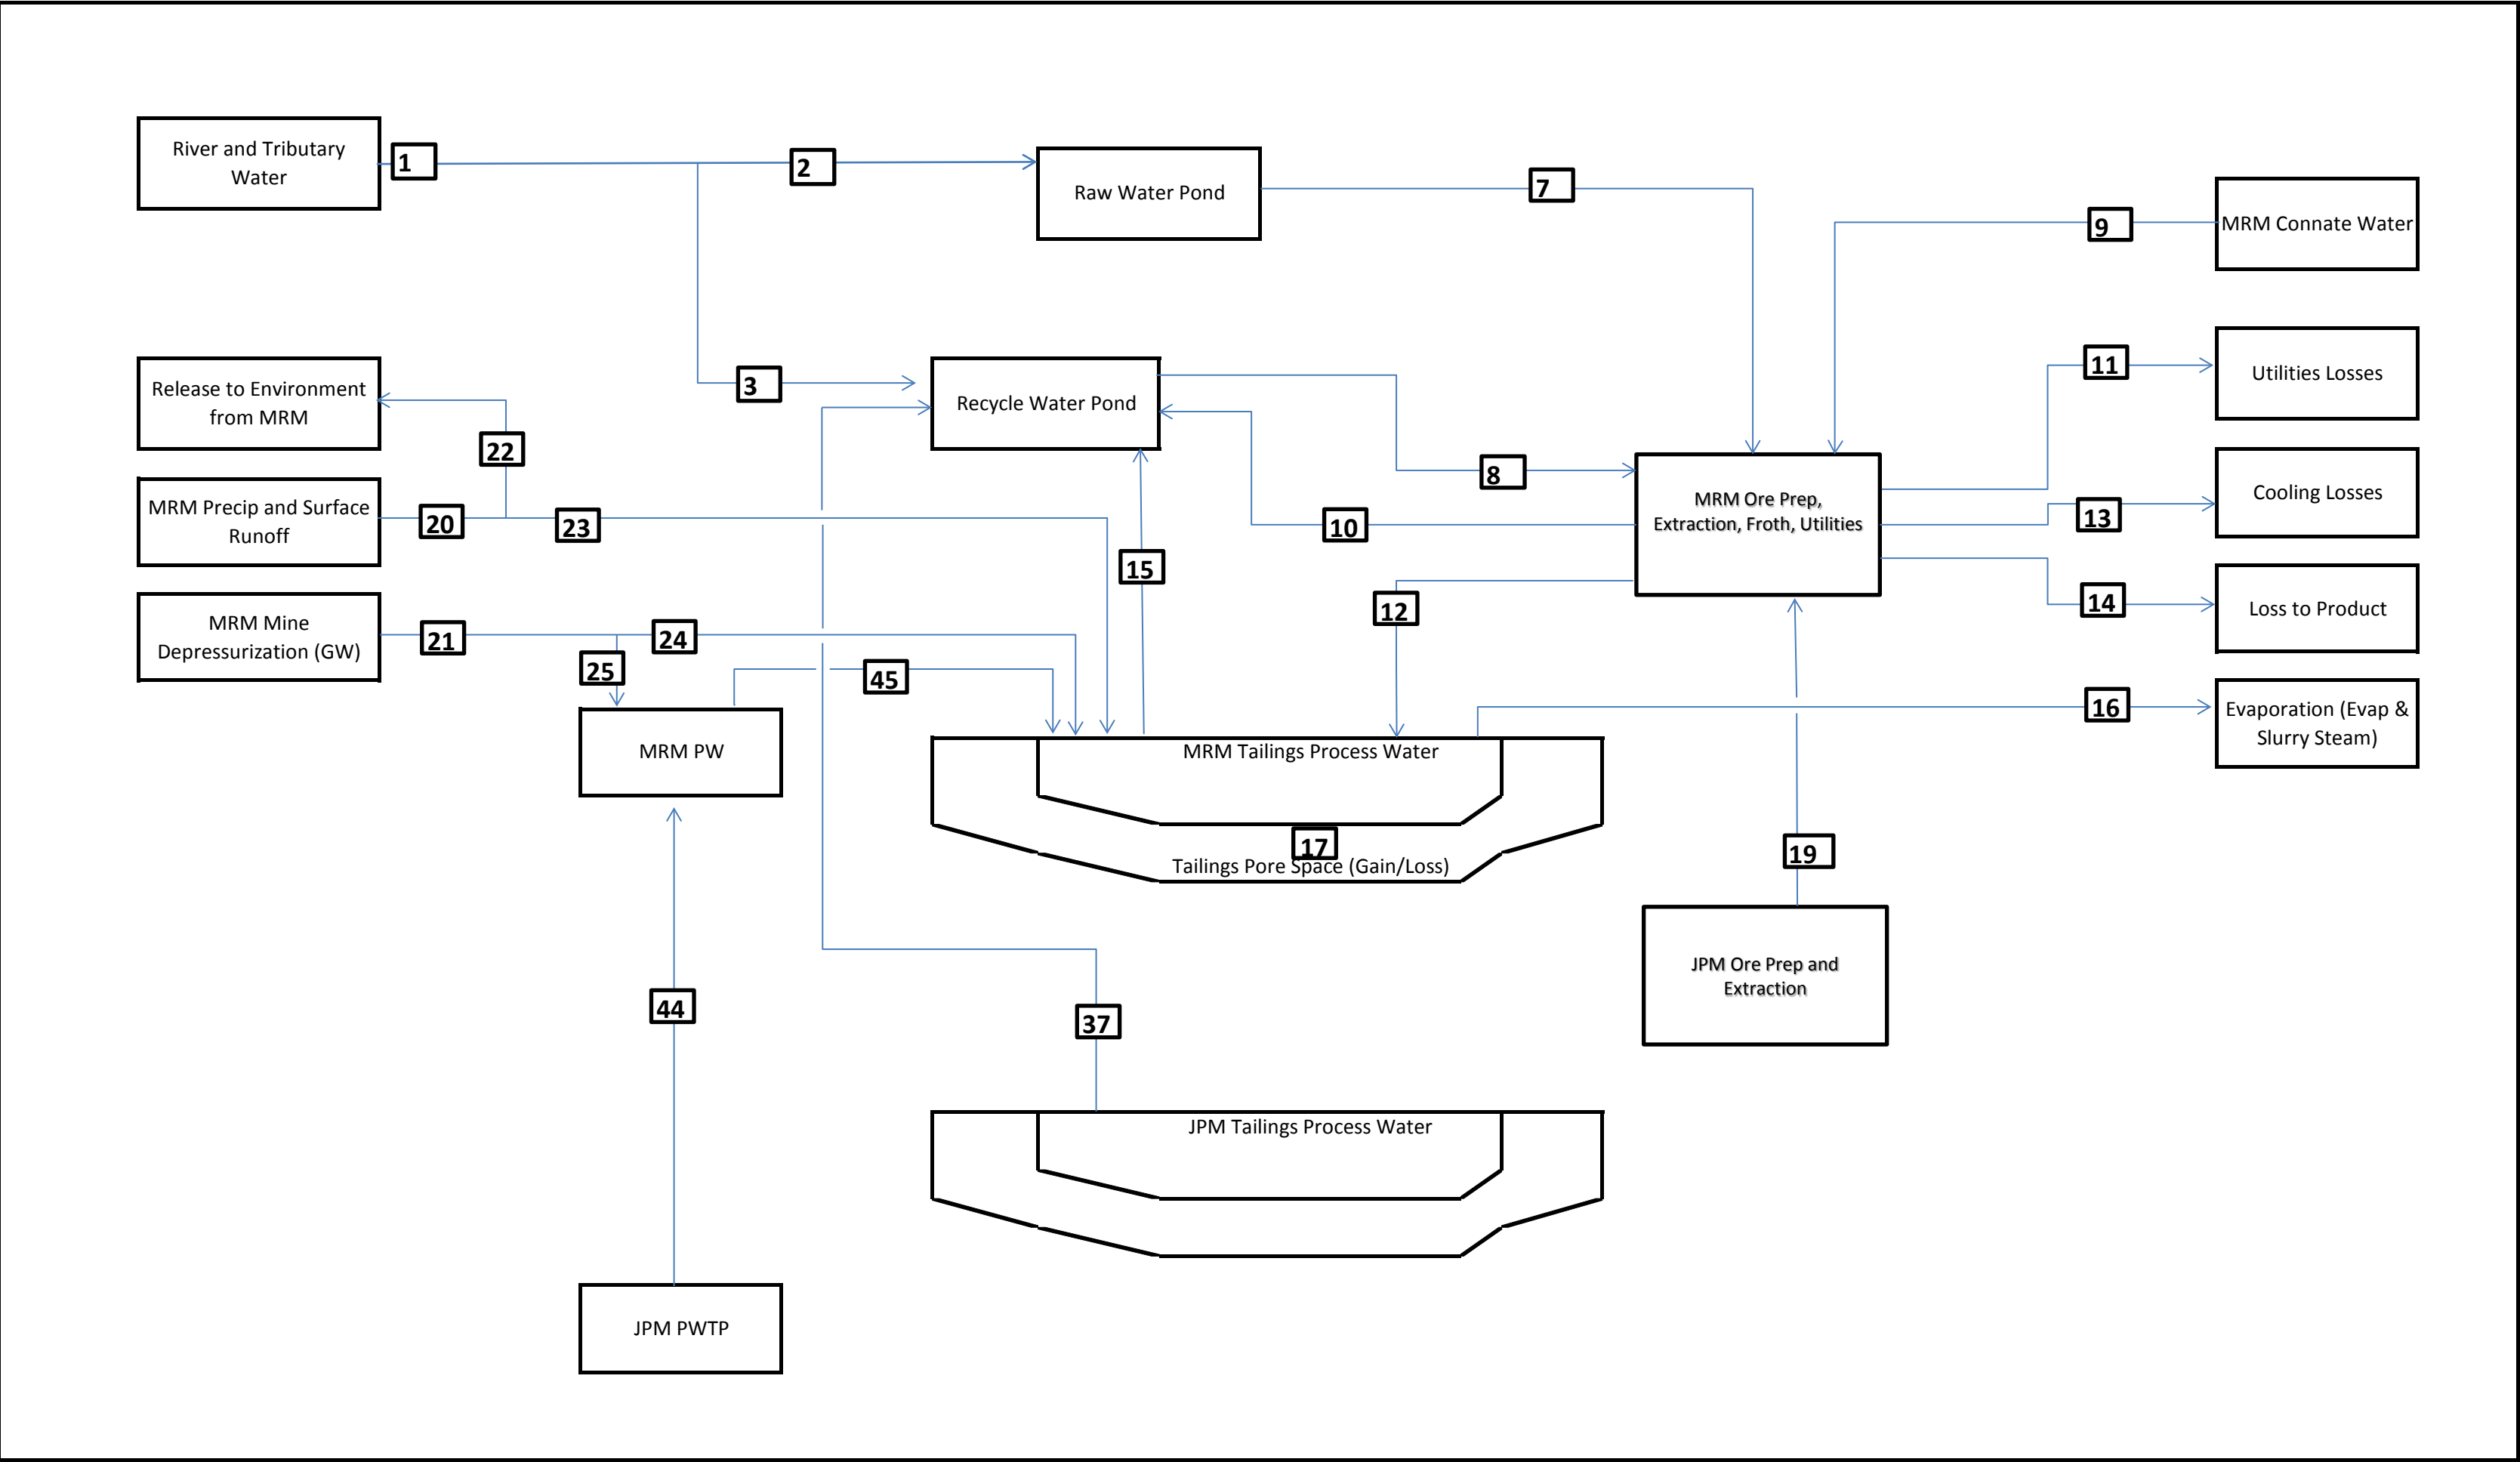 River and Tributary
Water
1
2
Raw Water Pond
7
9
MRM Connate Water
Release to Environment
from MRM
3
Recycle Water Pond
11
Utilities Losses
22
8
MRM Precip and Surface
Runoff
20
23
10
MRM Ore Prep,
Extraction, Froth, Utilities
13
Cooling Losses
15
12
14
Loss to Product
MRM Mine
Depressurization (GW)
21
24
25
45
16
Evaporation (Evap &
Slurry Steam)
MRM PW
MRM Tailings Process Water
17
Tailings Pore Space (Gain/Loss)
19
JPM Ore Prep and
Extraction
44
37
JPM Tailings Process Water
JPM PWTP